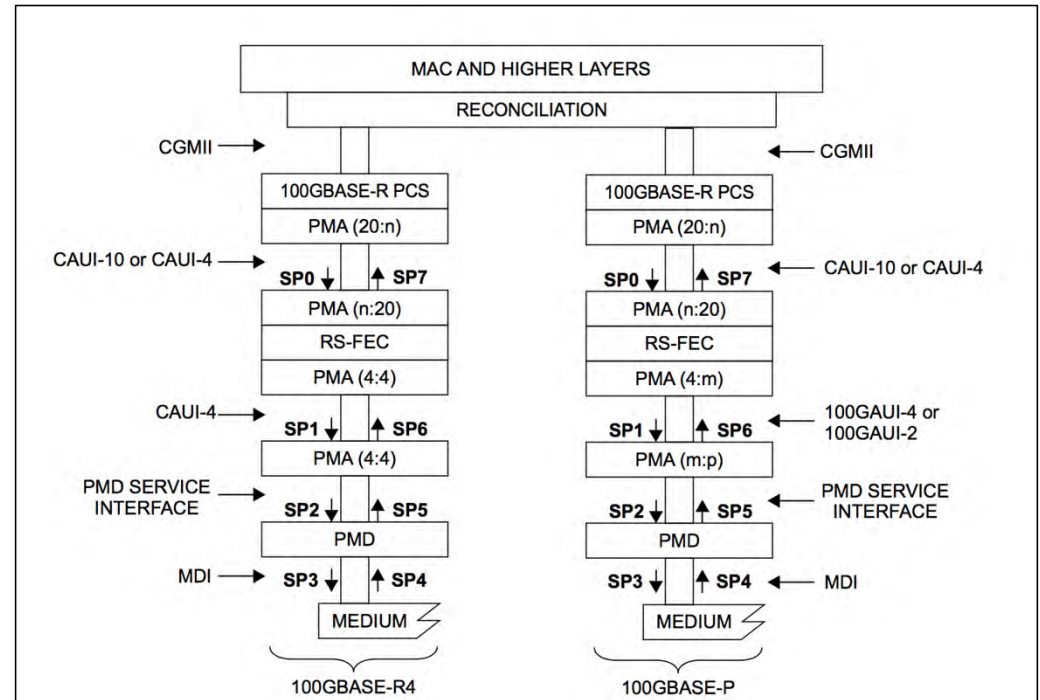 MAC AND HIGHER LAYERS
RECONCILIATION
CGMII
100GBASE-R PCS
PMA (20:n)
CAUI-10 or CAUI-4
SP0
SP7
PMA (n:20)
RS-FEC
PMA (4:4)
CAUI-4
SP1
SP6
PMA (4:4)
PMD SERVICE
INTERFACE
SP2
SP5
PMD
MDI
SP3
SP4
MEDIUM
100GBASE-R4
CGMII
100GBASE-R PCS
PMA (20:n)
CAUI-10 or CAUI-4
SP0
SP7
PMA (n:20)
RS-FEC
PMA (4:m)
100GAUI-4 or
100GAUI-2
SP1
SP6
PMA (m:p)
PMD SERVICE
INTERFACE
SP2
SP5
PMD
MDI
SP3
SP4
MEDIUM
100GBASE-P